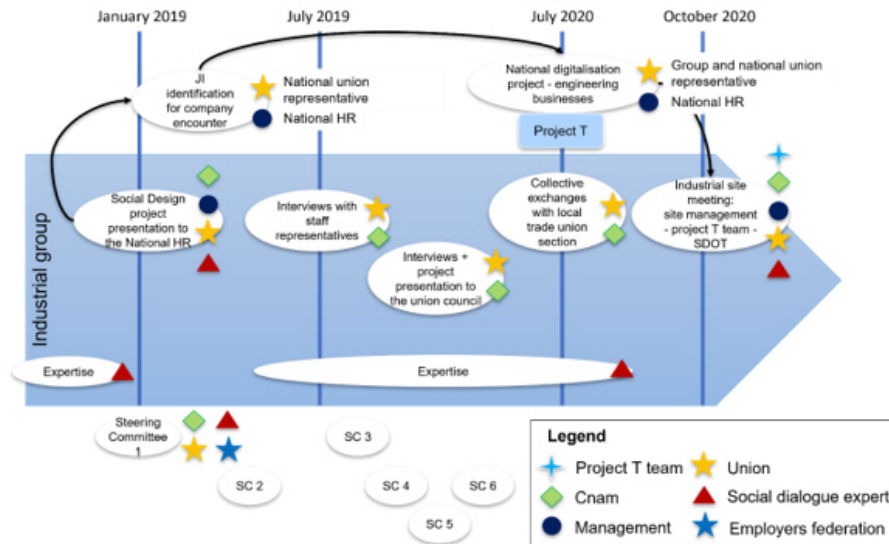 January 2019
July 2019
July 2020
October 2020
JI
identification
for company
encounter
National union
representative
National HR
National digitalisation
project - engineering
businesses
Group and national union
representative
National HR
Project T
Industrial group
Social Design
project
presentation to
the National HR
Interviews with
staff
representatives
Interviews +
project
presentation to
the union council
Collective
exchanges
with local
trade union
section
Industrial site
meeting:
site management
- project T team -
SDOT
Expertise
Expertise
Steering
Committee
1
SC 2
SC 3
SC 4
SC 5
SC 6
Legend
Project T team
Union
Cnam
Social dialogue expert
Management
Employers federation